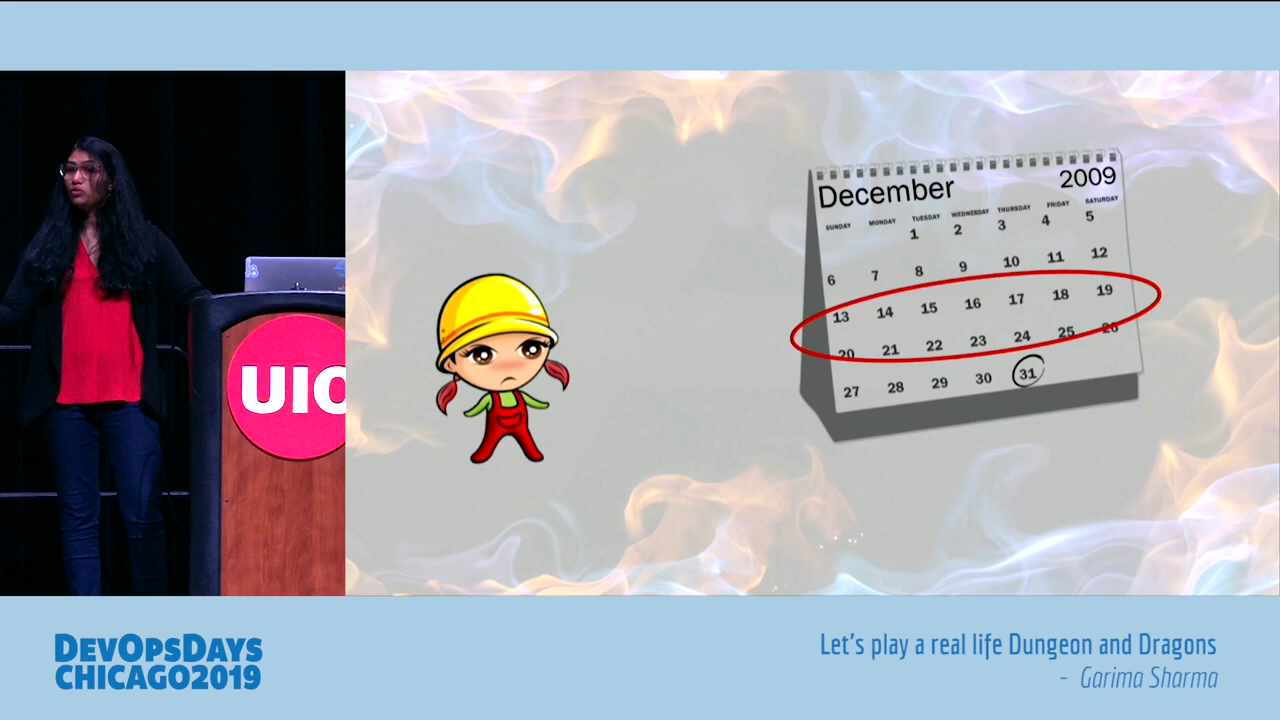 December 2009
SUNDAY MONDAY TUESDAY WEDNESDAY THURSDAY FRIDAY SATURDAY
1 2 3 4 5
6 7 8 9 10 11 12
13 14 15 16 17 18 19
20 21 22 23 24 25 26
27 28 29 30 31
UIC
DEVOPSDAYS
CHICAGO2019
Let's play a real life Dungeon and Dragons
- Garima Sharma